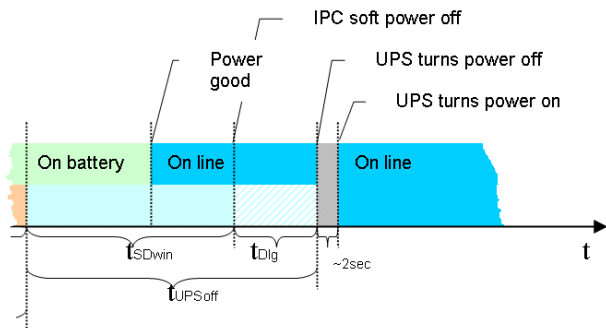 IPC soft power off
Power
good
UPS turns power off
UPS turns power on
On battery
On line
On line
tSDwin
tDlg
~2sec
t
tUPSoff